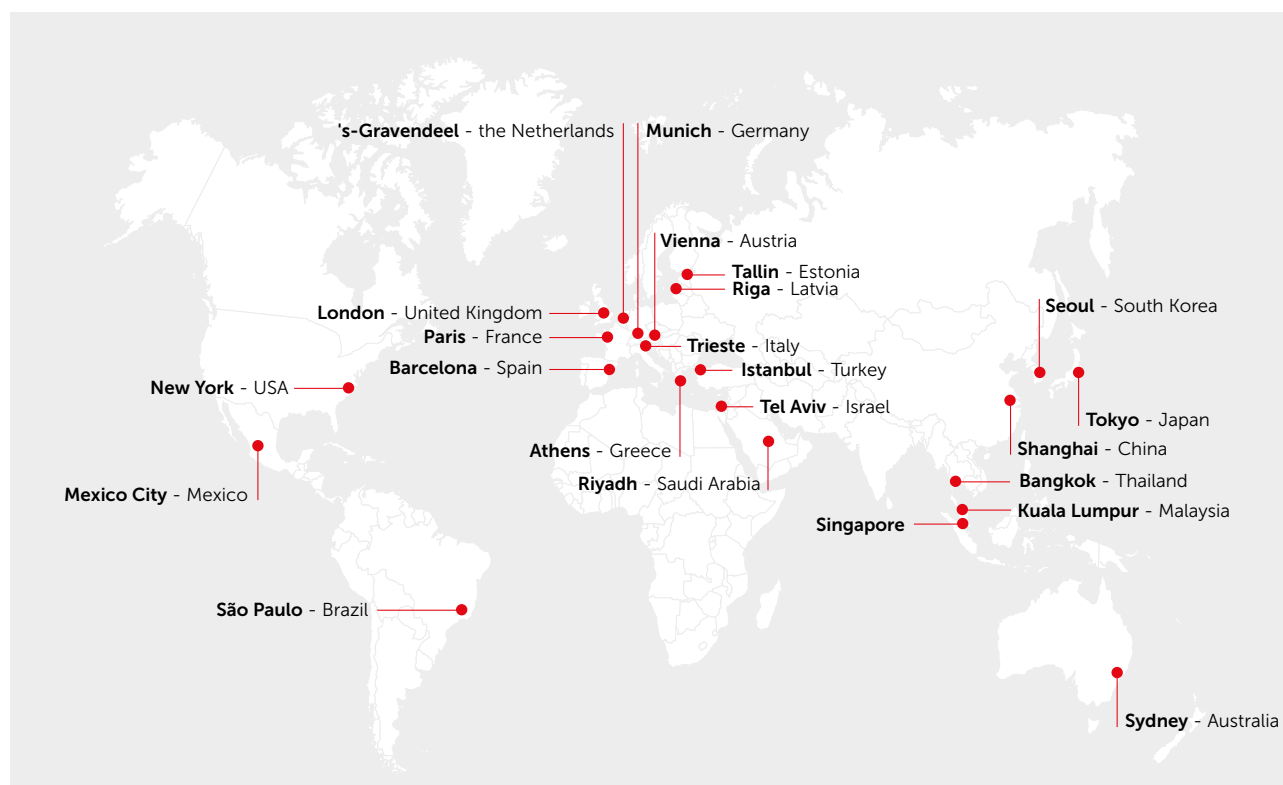 's-Gravendeel - the Netherlands
Munich - Germany
Vienna - Austria
Tallin - Estonia
Riga - Latvia
London - United Kingdom
Seoul - South Korea
Paris - France
Trieste - Italy
Barcelona - Spain
Istanbul - Turkey
New York - USA
Tel Aviv - Israel
Tokyo - Japan
Athens - Greece
Shanghai - China
Riyadh - Saudi Arabia
Bangkok - Thailand
Mexico City - Mexico
Kuala Lumpur - Malaysia
Singapore
São Paulo - Brazil
Sydney - Australia